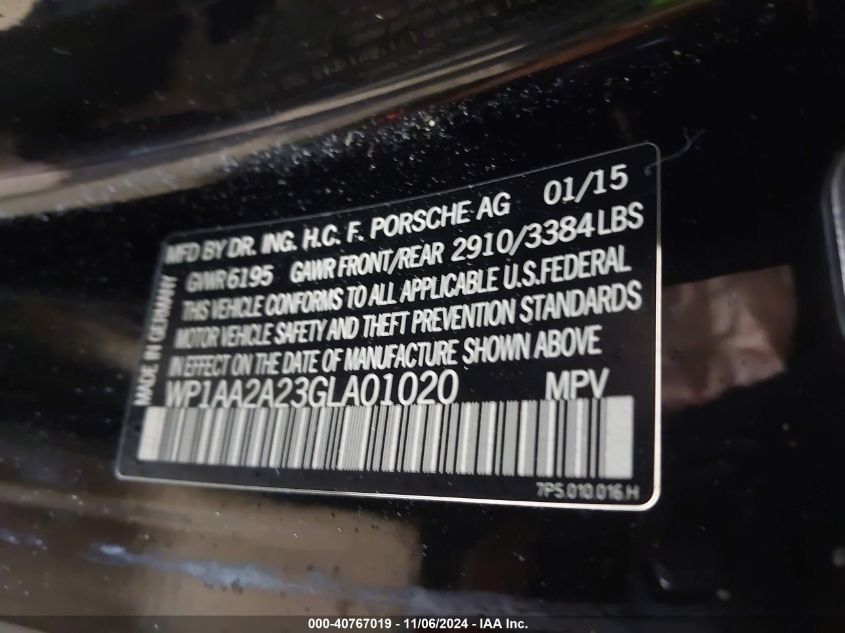 MFD BY DR. ING. H.C. F. PORSCHE AG 01/15
GVWR 6195 GAWR FRONT/REAR 2910/3384 LBS
THIS VEHICLE CONFORMS TO ALL APPLICABLE U.S.FEDERAL
MOTOR VEHICLE SAFETY AND THEFT PREVENTION STANDARDS
IN EFFECT ON THE DATE OF MANUFACTURE SHOWN ABOVE
WP1AA2A23GLA01020 MPV
MADE IN GERMANY
7P5.010.016.H
000-40767019 - 11/06/2024 - IAAI Inc.